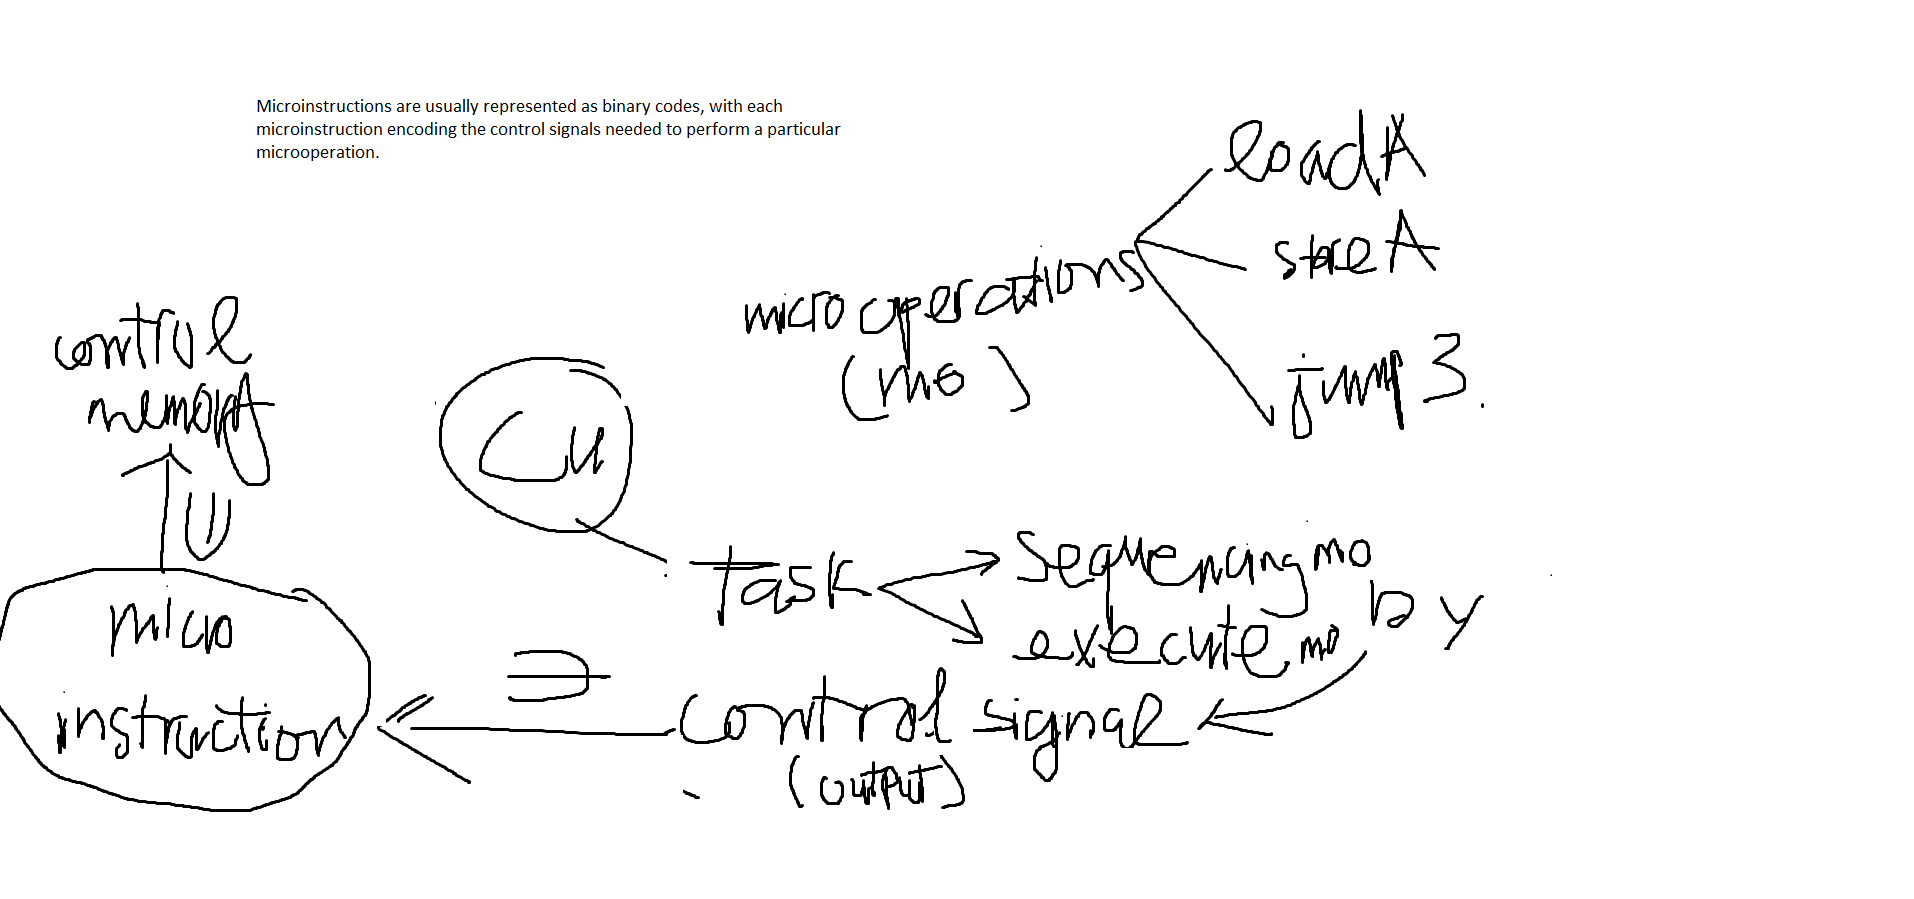 Microinstructions are usually represented as binary codes, with each
microinstruction encoding the control signals needed to perform a particular
microoperation.
load A
store A
jump 3
micro operations
(mo)
control
memory
CU
Task
sequencing mo
execute mo
by
control signal
(output)
micro
instruction